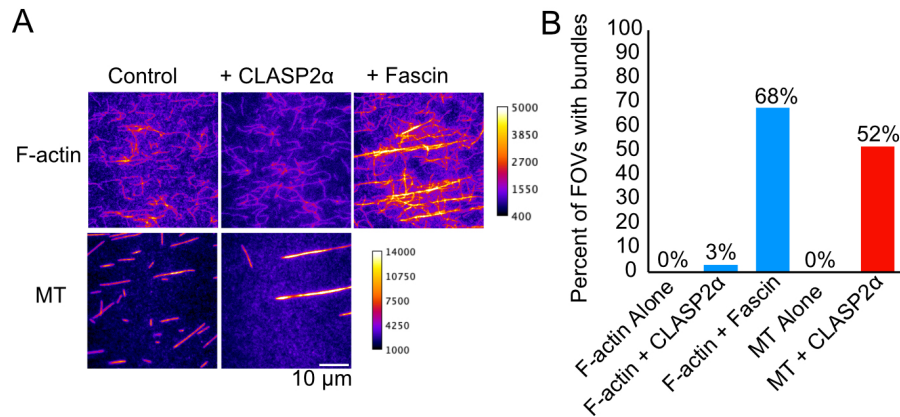 A
Control
+ CLASP2α
+ Fascin
F-actin
5000
3850
2700
1550
400
MT
14000
10750
7500
4250
1000
10 μm
B
Percent of FOVs with bundles
100
90
80
70
60
50
40
30
20
10
0
0%
3%
68%
0%
52%
F-actin Alone
F-actin + CLASP2α
F-actin + Fascin
MT Alone
MT + CLASP2α